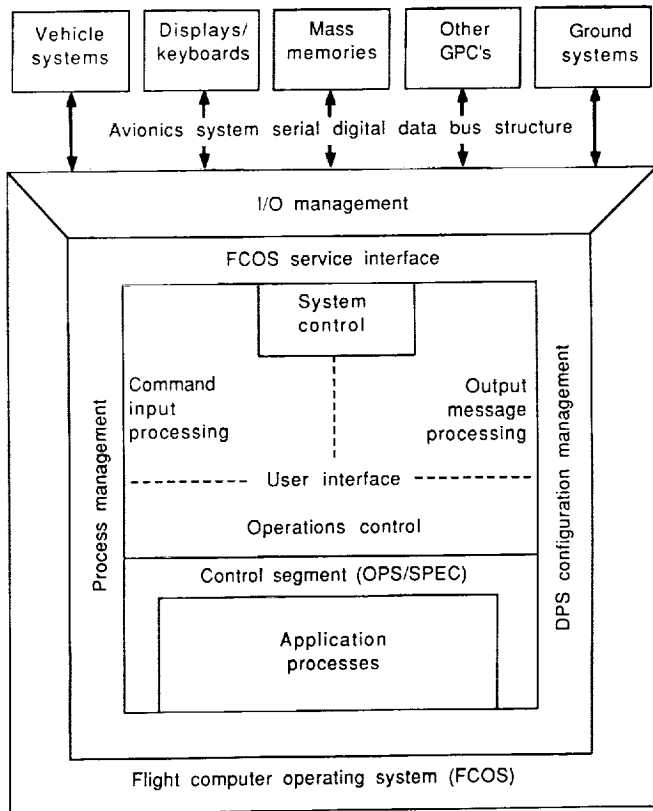 Vehicle
systems
Displays/
keyboards
Mass
memories
Other
GPC's
Ground
systems
Avionics system serial digital data bus structure
I/O management
FCOS service interface
System
control
Command
input
processing
Output
message
processing
Process management
DPS configuration management
User interface
Operations control
Control segment (OPS/SPEC)
Application
processes
Flight computer operating system (FCOS)